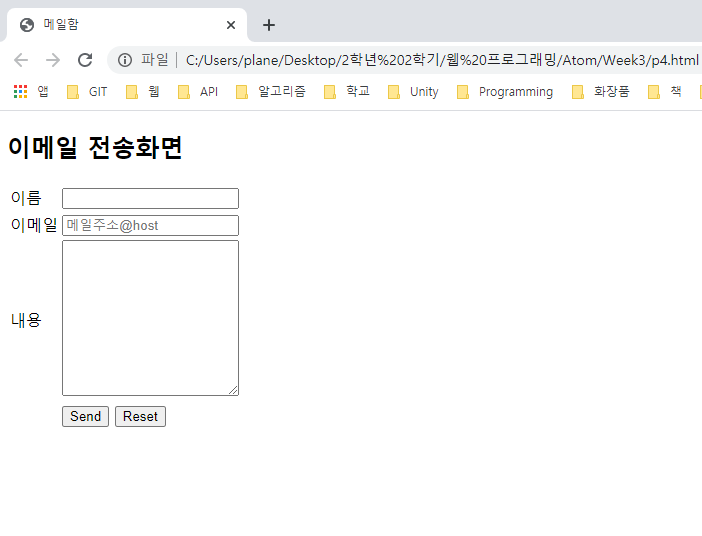 메일함
파일 | C:/Users/plane/Desktop/2학년%202학기/웹%20프로그래밍/Atom/Week3/p4.html
앱 GIT 웹 API 알고리즘 학교 Unity Programming 화장품 책
이메일 전송화면
이름
이메일 메일주소@host
내용
Send Reset